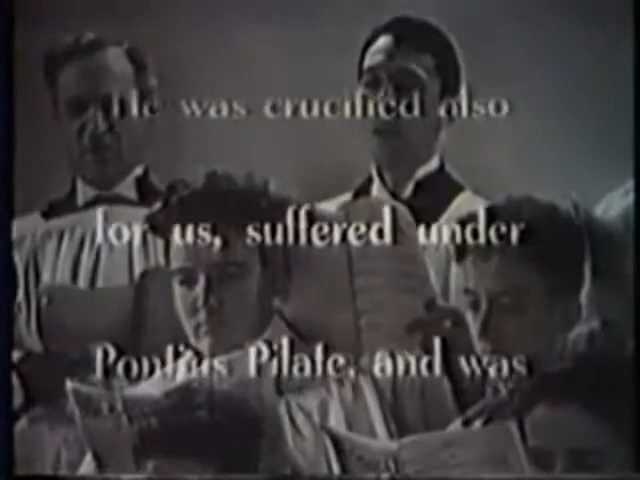 He was crucified also
for us, suffered under
Pontius Pilate, and was